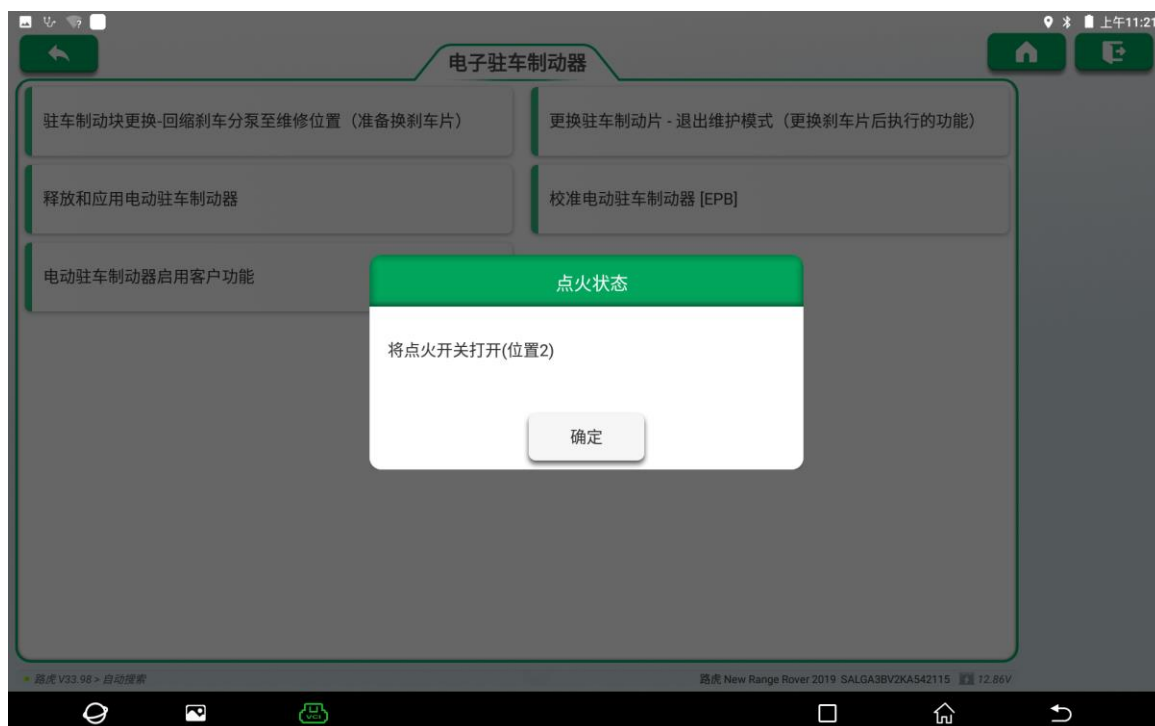 上午11:21
电子驻车制动器
驻车制动块更换-回缩刹车分泵至维修位置（准备换刹车片）
更换驻车制动片 - 退出维护模式（更换刹车片后执行的功能）
释放和应用电动驻车制动器
校准电动驻车制动器 [EPB]
电动驻车制动器启用客户功能
点火状态
将点火开关打开(位置2)
确定
路虎 V33.98 > 自动搜索
路虎 New Range Rover 2019 SALGA3BV2KA542115 12.86V
VCI